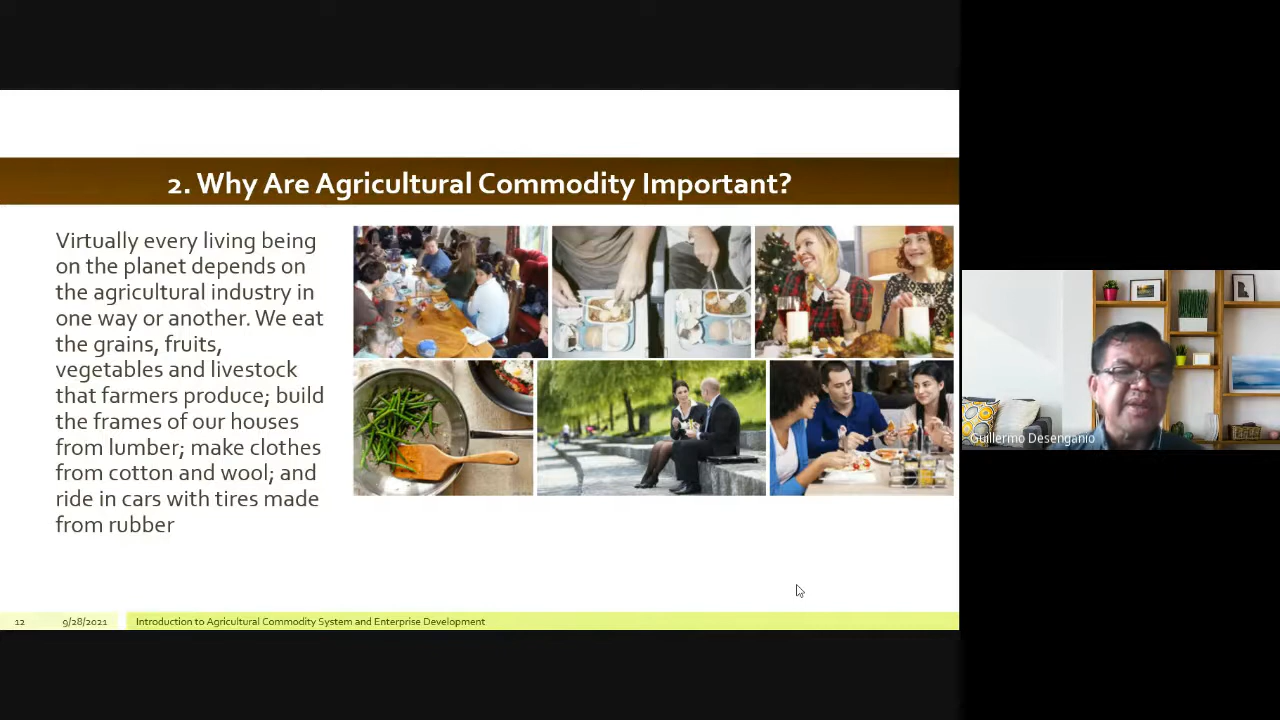 2. Why Are Agricultural Commodity Important?
Virtually every living being
on the planet depends on
the agricultural industry in
one way or another. We eat
the grains, fruits,
vegetables and livestock
that farmers produce; build
the frames of our houses
from lumber; make clothes
from cotton and wool; and
ride in cars with tires made
from rubber
Guillermo Desenganio
12 9/28/2021 Introduction to Agricultural Commodity System and Enterprise Development